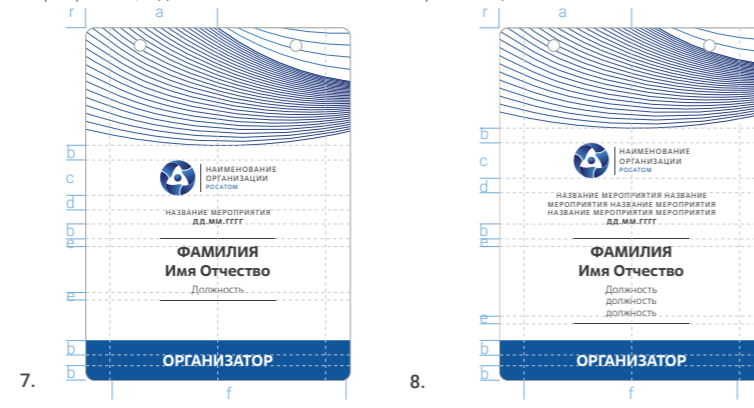 r a
b
c
d
b
e
e
b
b
f
НАИМЕНОВАНИЕ
ОРГАНИЗАЦИИ
РОСАТОМ
НАЗВАНИЕ МЕРОПРИЯТИЯ
ДД.ММ.ГГГГ
ФАМИЛИЯ
Имя Отчество
Должность
ОРГАНИЗАТОР
7.
r a
b
c
d
b
e
e
b
b
f
НАИМЕНОВАНИЕ
ОРГАНИЗАЦИИ
РОСАТОМ
НАЗВАНИЕ МЕРОПРИЯТИЯ НАЗВАНИЕ
МЕРОПРИЯТИЯ НАЗВАНИЕ МЕРОПРИЯТИЯ
НАЗВАНИЕ МЕРОПРИЯТИЯ МЕРОПРИЯТИЯ
ДД.ММ.ГГГГ
ФАМИЛИЯ
Имя Отчество
Должность
должность
должность
ОРГАНИЗАТОР
8.